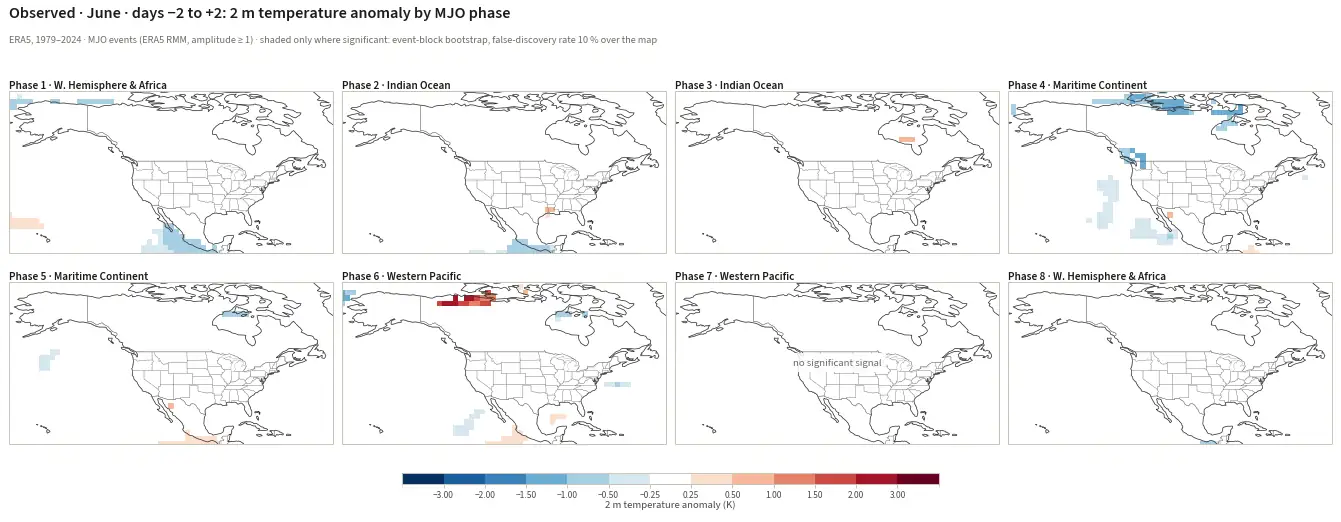 Observed · June · days −2 to +2: 2 m temperature anomaly by MJO phase
ERA5, 1979–2024 · MJO events (ERA5 RMM, amplitude ≥ 1) · shaded only where significant: event-block bootstrap, false-discovery rate 10 % over the map
Phase 1 · W. Hemisphere & Africa
Phase 2 · Indian Ocean
Phase 3 · Indian Ocean
Phase 4 · Maritime Continent
Phase 5 · Maritime Continent
Phase 6 · Western Pacific
Phase 7 · Western Pacific
Phase 8 · W. Hemisphere & Africa
no significant signal
−3.00 −2.00 −1.50 −1.00 −0.50 −0.25 0.25 0.50 1.00 1.50 2.00 3.00
2 m temperature anomaly (K)